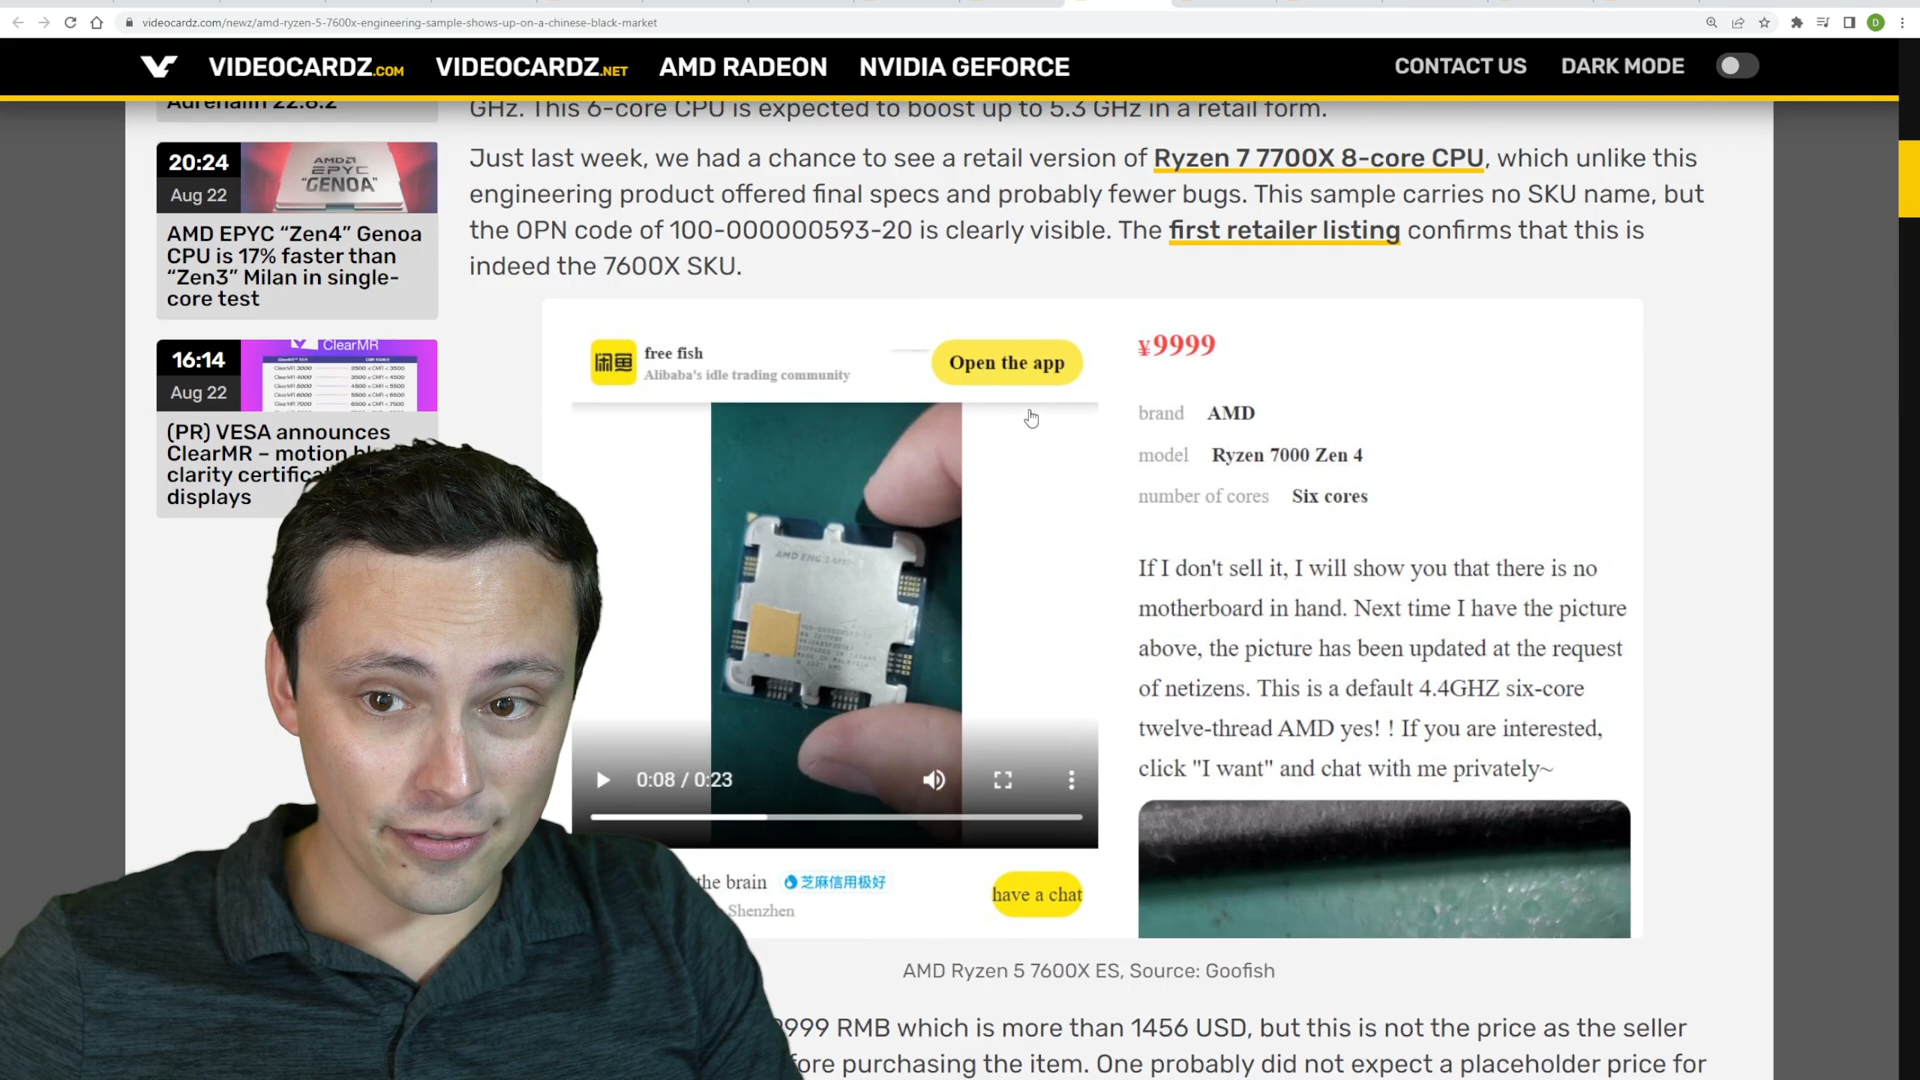 videocardz.com/newz/amd-ryzen-5-7600x-engineering-sample-shows-up-on-a-chinese-black-market
VIDEOCARDZ.COM
VIDEOCARDZ.NET
AMD RADEON
NVIDIA GEFORCE
CONTACT US
DARK MODE
Adrenalin 22.8.2
20:24
Aug 22
AMD
EPYC
"GENOA"
AMD EPYC “Zen4” Genoa
CPU is 17% faster than
“Zen3” Milan in single-
core test
16:14
Aug 22
ClearMR
(PR) VESA announces
ClearMR – motion
clarity
displays
GHz. This 6-core CPU is expected to boost up to 5.3 GHz in a retail form.
Just last week, we had a chance to see a retail version of Ryzen 7 7700X 8-core CPU, which unlike this
engineering product offered final specs and probably fewer bugs. This sample carries no SKU name, but
the OPN code of 100-000000593-20 is clearly visible. The first retailer listing confirms that this is
indeed the 7600X SKU.
闲鱼
free fish
Alibaba's idle trading community
Open the app
AMD ENG
0:08 / 0:23
the brain
芝麻信用极好
Shenzhen
have a chat
¥9999
brand AMD
model Ryzen 7000 Zen 4
number of cores Six cores
If I don't sell it, I will show you that there is no
motherboard in hand. Next time I have the picture
above, the picture has been updated at the request
of netizens. This is a default 4.4GHZ six-core
twelve-thread AMD yes! ! If you are interested,
click "I want" and chat with me privately~
AMD Ryzen 5 7600X ES, Source: Goofish
999 RMB which is more than 1456 USD, but this is not the price as the seller
ore purchasing the item. One probably did not expect a placeholder price for